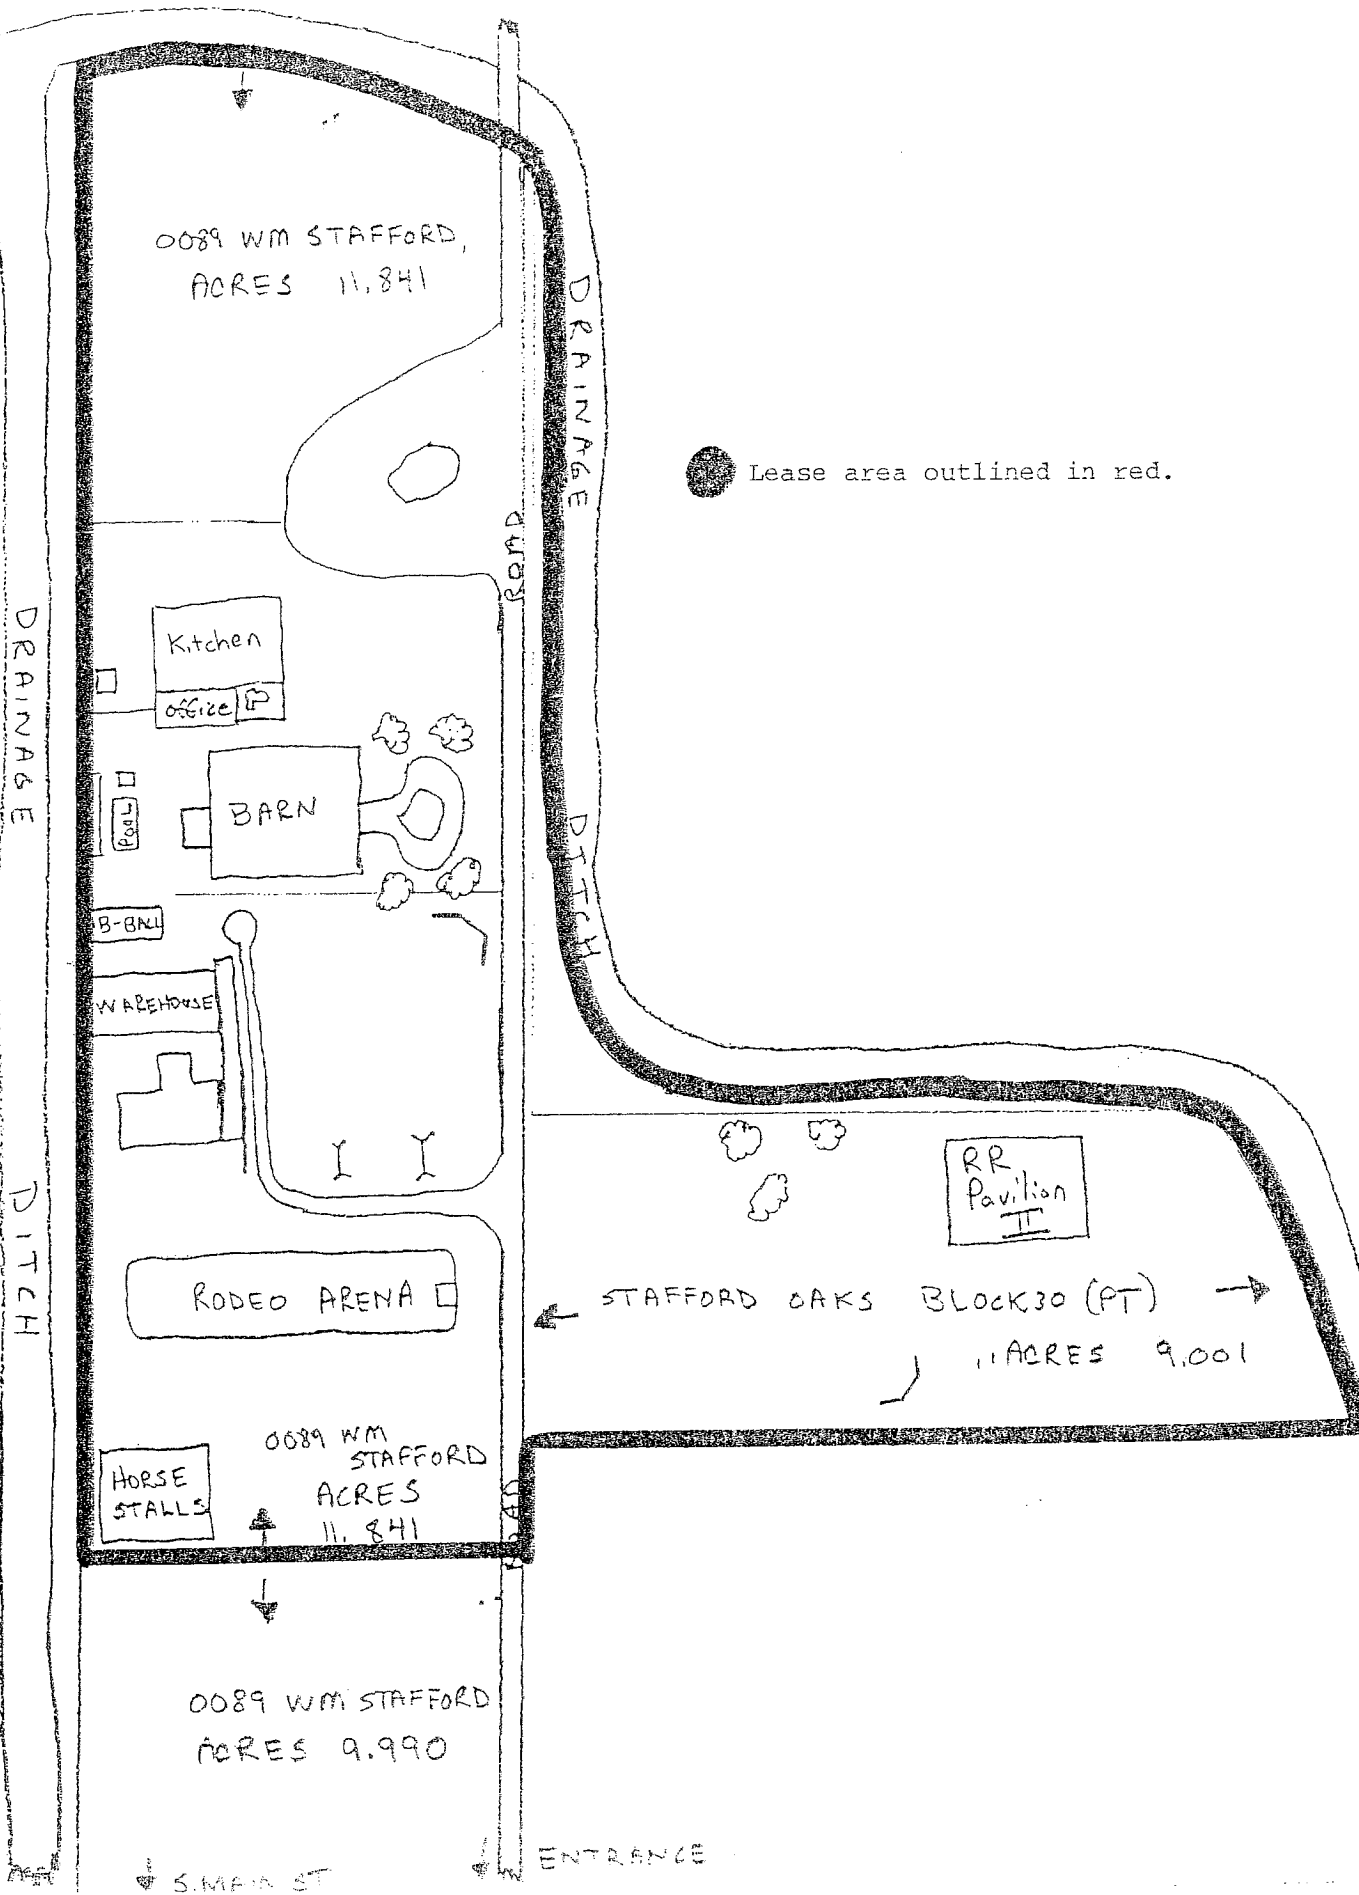 0089 WM STAFFORD,
ACRES 11.841
DRAINAGE
DITCH
Lease area outlined in red.
ROAD
DRAINAGE
DITCH
Kitchen
office
BARN
POOL
B-BALL
WAREHOUSE
RR
Pavilion
II
RODEO ARENA
STAFFORD OAKS BLOCK 30 (PT)
ACRES 9.001
0089 WM
STAFFORD
ACRES
11.841
HORSE
STALLS
ROAD
0089 WM STAFFORD
ACRES 9.990
ENTRANCE
S. MAIN ST